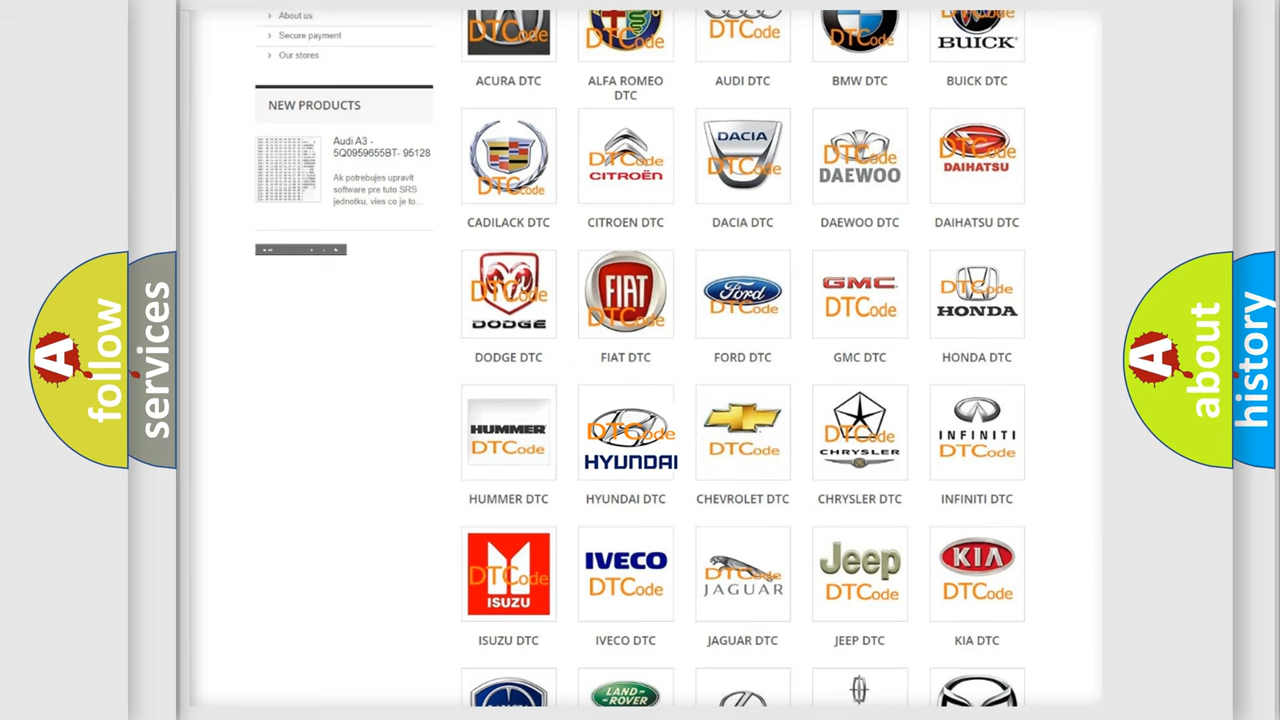 About us
Secure payment
Our stores
NEW PRODUCTS
Audi A3 -
5Q0959655BT- 95128
Ak potrebujes upravit
software pre tuto SRS
jednotku, vies co je to...
DTCode
DTCode
DTCode
DTCode
BUICK
ACURA DTC
ALFA ROMEO
DTC
AUDI DTC
BMW DTC
BUICK DTC
DTCode
DTCode
CITROËN
DACIA
DTCode
DTCode
DAEWOO
DTCode
DAIHATSU
CADILACK DTC
CITROEN DTC
DACIA DTC
DAEWOO DTC
DAIHATSU DTC
DTCode
DODGE
FIAT
DTCode
Ford
DTCode
GMC
DTCode
DTCode
HONDA
DODGE DTC
FIAT DTC
FORD DTC
GMC DTC
HONDA DTC
HUMMER
DTCode
DTCode
HYUNDAI
DTCode
DTCode
CHRYSLER
INFINITI
DTCode
HUMMER DTC
HYUNDAI DTC
CHEVROLET DTC
CHRYSLER DTC
INFINITI DTC
DTCode
ISUZU
IVECO
DTCode
DTCode
JAGUAR
Jeep
DTCode
KIA
DTCode
ISUZU DTC
IVECO DTC
JAGUAR DTC
JEEP DTC
KIA DTC
LAND-
ROVER
A follow
services
A about
history